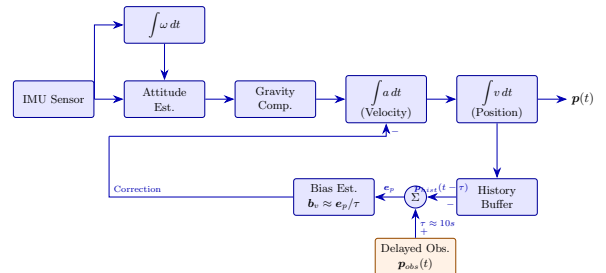 ∫ω dt
IMU Sensor
Attitude
Est.
Gravity
Comp.
∫a dt
(Velocity)
∫v dt
(Position)
p(t)
−
Correction
Bias Est.
b_v ≈ e_p/τ
e_p
Σ
p_hist(t − τ)
−
History
Buffer
τ ≈ 10s
+
Delayed Obs.
p_obs(t)